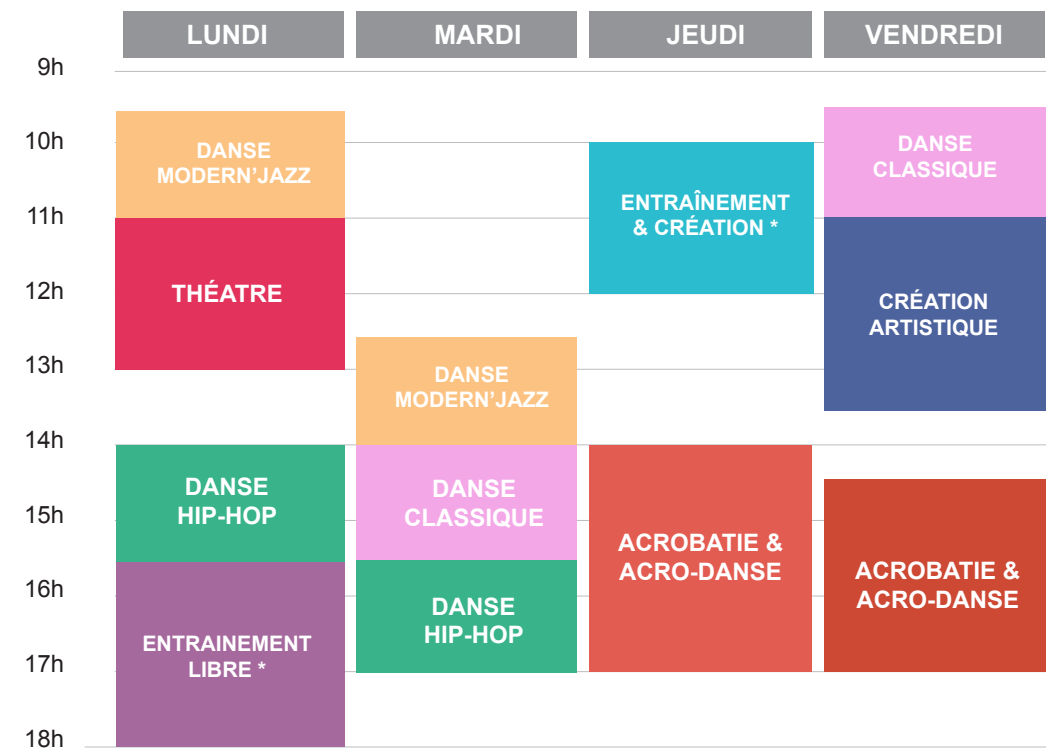 LUNDI
MARDI
JEUDI
VENDREDI
9h
10h
11h
12h
13h
14h
15h
16h
17h
18h
DANSE
MODERN’JAZZ
THÉATRE
DANSE
HIP-HOP
ENTRAINEMENT
LIBRE *
DANSE
MODERN’JAZZ
DANSE
CLASSIQUE
DANSE
HIP-HOP
ENTRAÎNEMENT
& CRÉATION *
ACROBATIE &
ACRO-DANSE
DANSE
CLASSIQUE
CRÉATION
ARTISTIQUE
ACROBATIE &
ACRO-DANSE